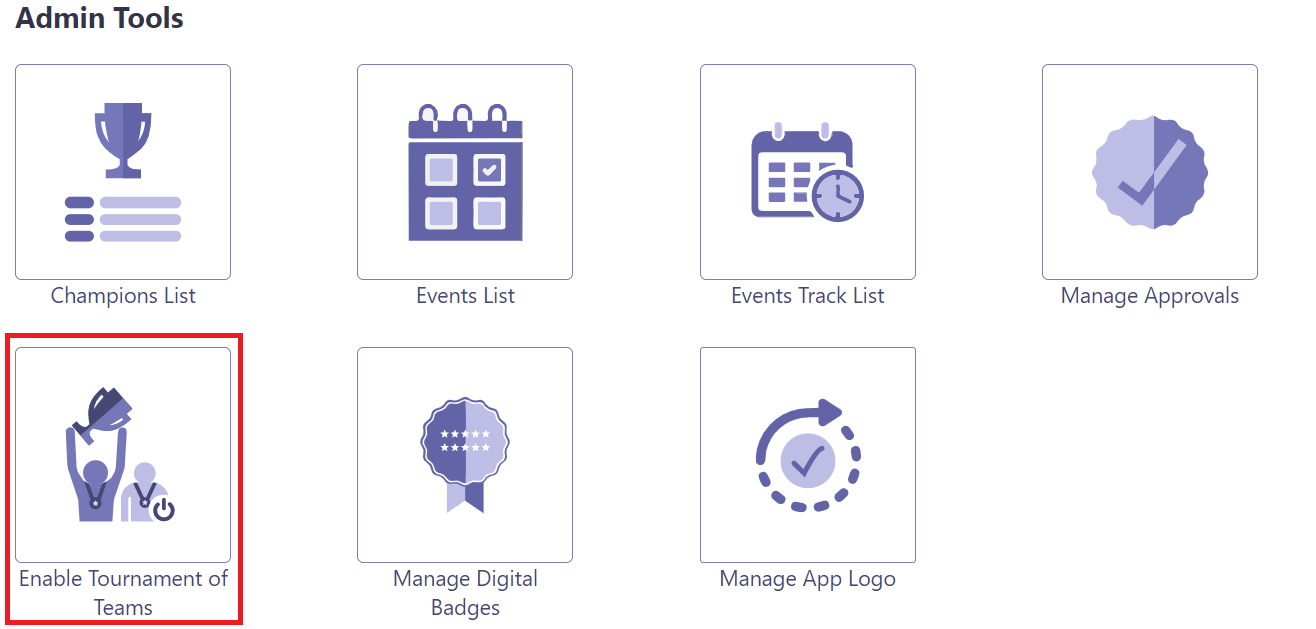 Admin Tools
Champions List
Events List
Events Track List
Manage Approvals
Enable Tournament of
Teams
Manage Digital
Badges
Manage App Logo